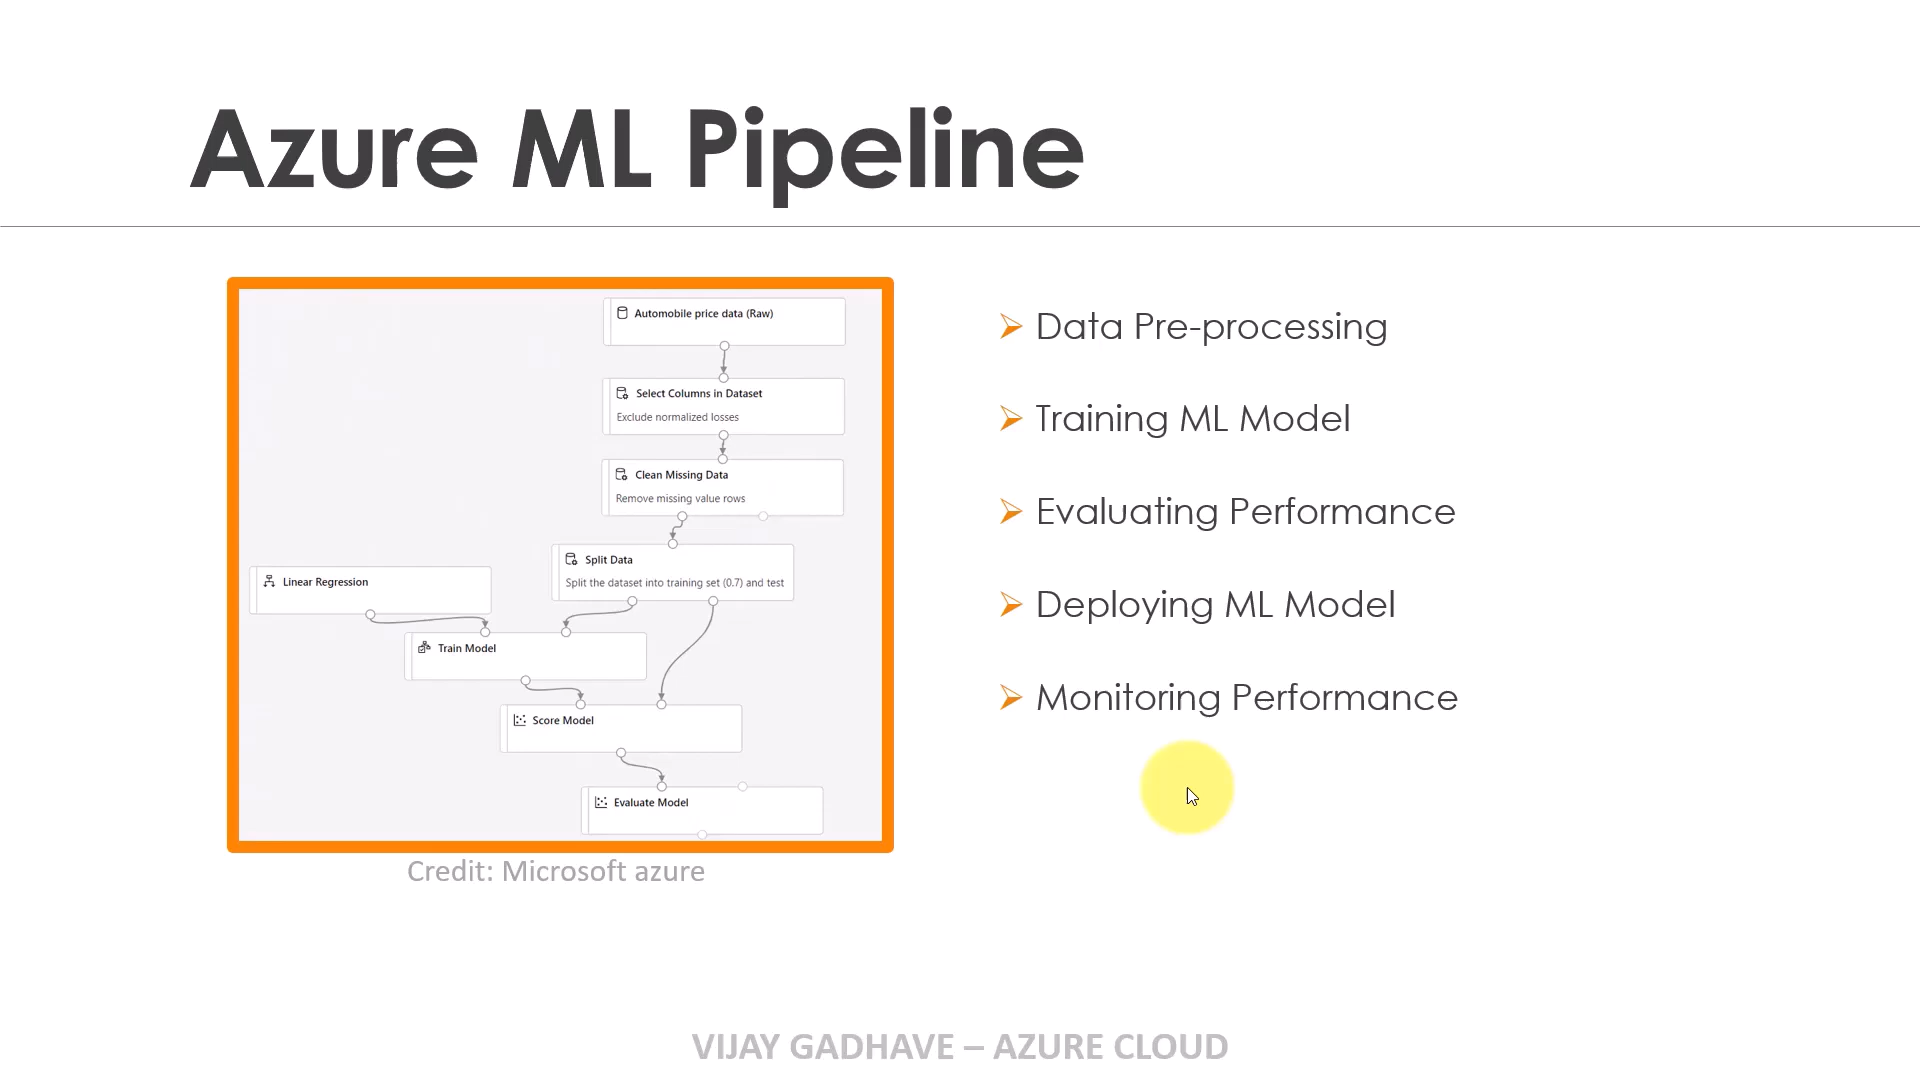 Azure ML Pipeline
Automobile price data (Raw)
Select Columns in Dataset
Exclude normalized losses
Clean Missing Data
Remove missing value rows
Split Data
Split the dataset into training set (0.7) and test
Linear Regression
Train Model
Score Model
Evaluate Model
Credit: Microsoft azure
Data Pre-processing
Training ML Model
Evaluating Performance
Deploying ML Model
Monitoring Performance
VIJAY GADHAVE – AZURE CLOUD